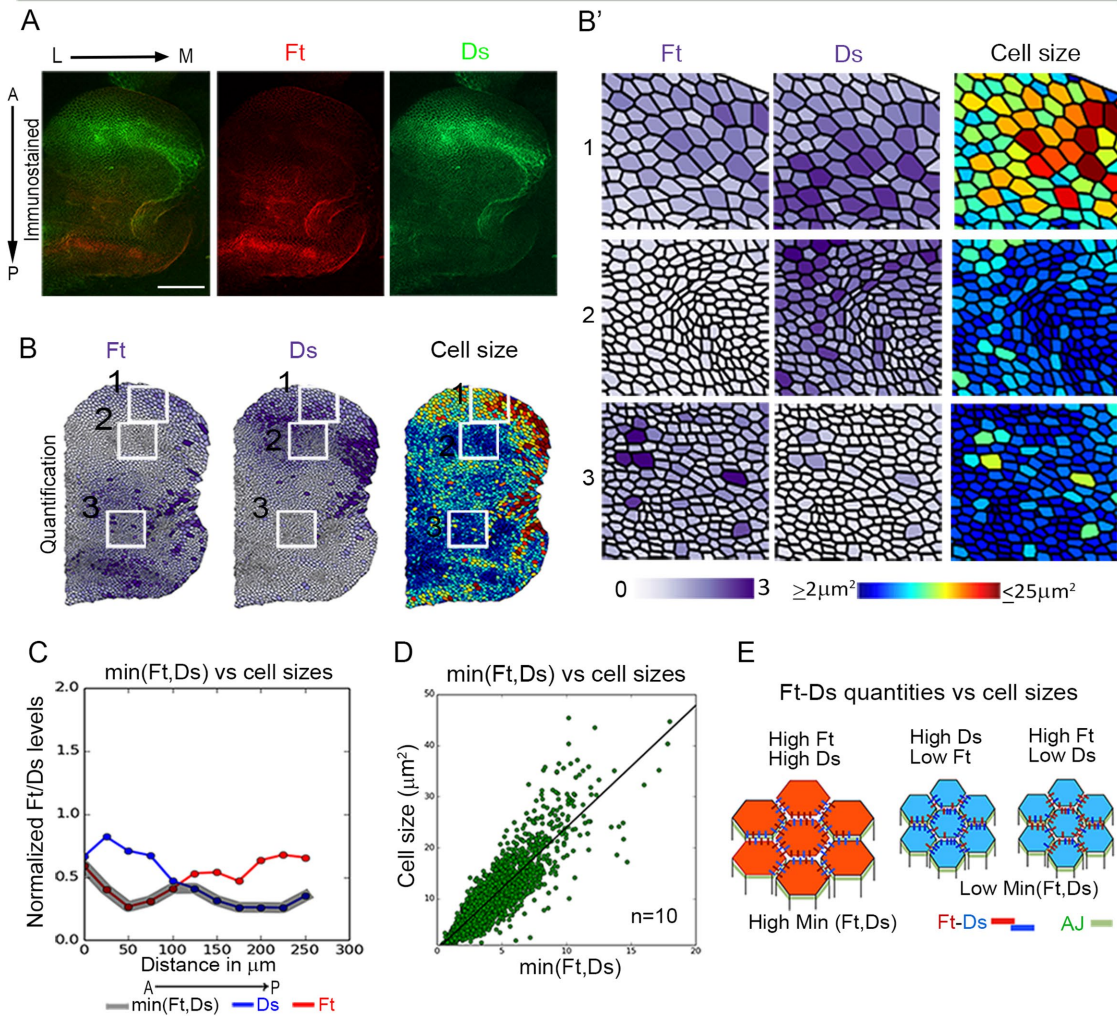 A
L
M
Ft
Ds
A
Immunostained
P
B'
Ft
Ds
Cell size
1
2
3
0
3
≥2μm²
≤25μm²
B
Ft
Ds
Cell size
Quantification
1
2
3
1
2
3
1
2
3
C
min(Ft,Ds) vs cell sizes
Normalized Ft/Ds levels
2.0
1.5
1.0
0.5
0.0
0
50
100
150
200
250
300
Distance in μm
A
P
min(Ft,Ds)
Ds
Ft
D
min(Ft,Ds) vs cell sizes
Cell size (μm²)
50
40
30
20
10
1
0
5
10
15
20
n=10
min(Ft,Ds)
E
Ft-Ds quantities vs cell sizes
High Ft
High Ds
High Ds
Low Ft
High Ft
Low Ds
Low Min(Ft,Ds)
High Min (Ft,Ds)
Ft-Ds
AJ